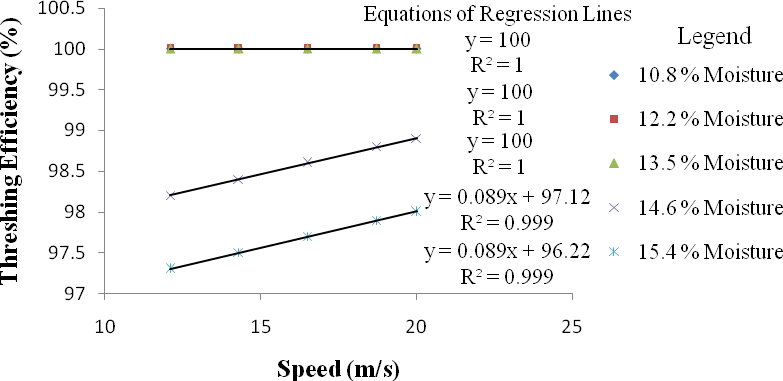 Equations of Regression Lines
y = 100
R² = 1
y = 100
R² = 1
y = 100
R² = 1
y = 0.089x + 97.12
R² = 0.999
y = 0.089x + 96.22
R² = 0.999
Legend
10.8 % Moisture
12.2 % Moisture
13.5 % Moisture
14.6 % Moisture
15.4 % Moisture
Threshing Efficiency (%)
100.5
100
99.5
99
98.5
98
97.5
97
10 15 20 25
Speed (m/s)